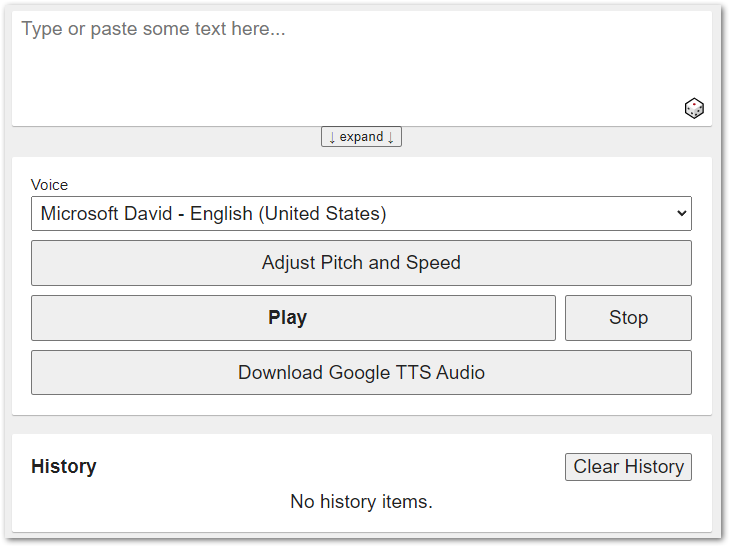 Type or paste some text here...
↓ expand ↓
Voice
Microsoft David - English (United States)
Adjust Pitch and Speed
Play Stop
Download Google TTS Audio
History Clear History
No history items.